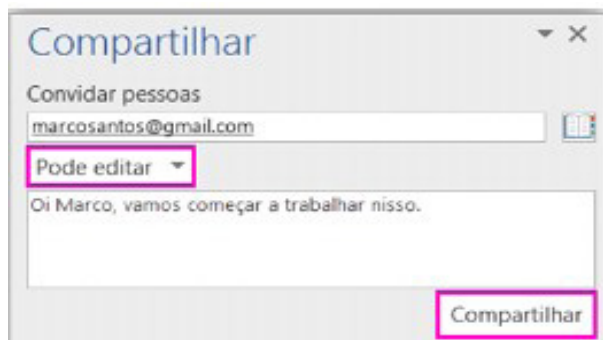 Compartilhar
Convidar pessoas
marcosantos@gmail.com
Pode editar
Oi Marco, vamos começar a trabalhar nisso.
Compartilhar